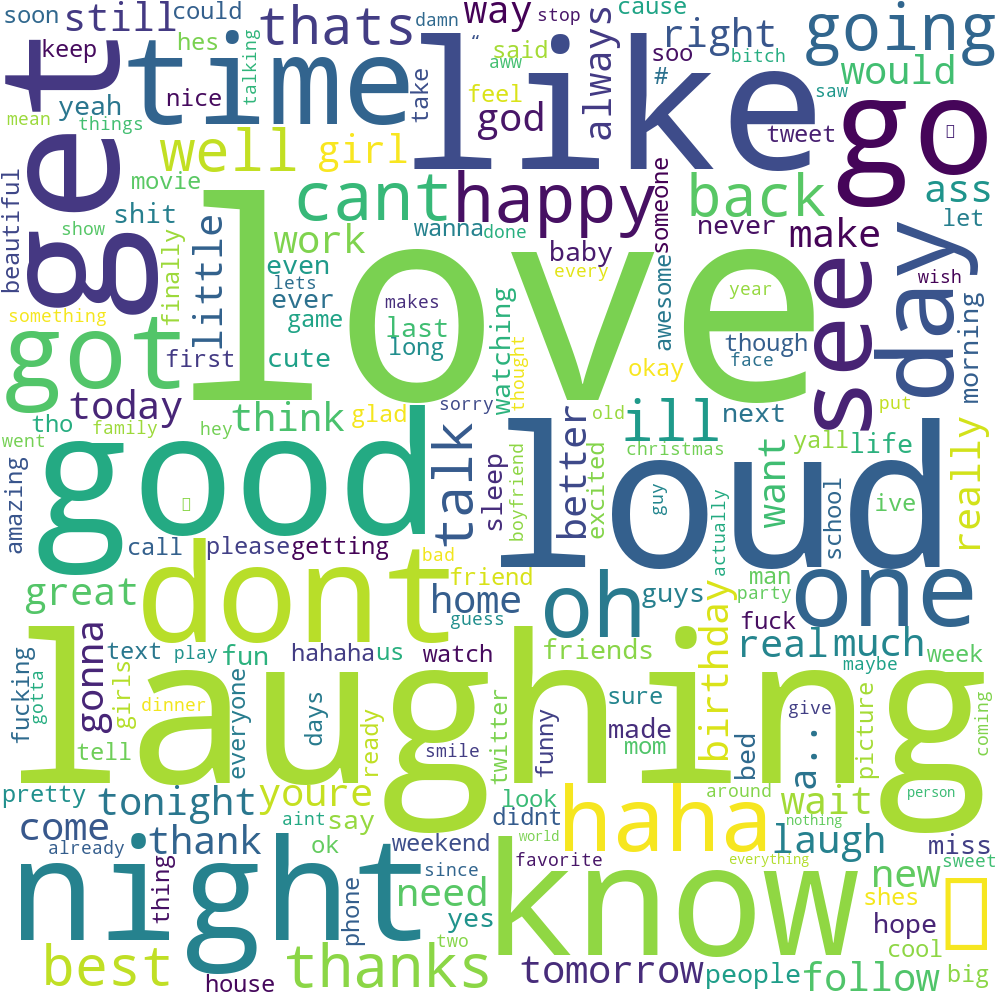 soon still thats way stop cause going
could damn “ said right
keep hes talking aww soo bitch would
yeah nice time take like feel always # saw
mean things get god tweet go
well girl
beautiful movie cant happy someone back ass
shit little work wanna done never make let
show finally even lets baby every love awesome see day wish
something ever makes year morning
got game last watching though
first cute long thought okay face
today think glad sorry old ill next put
tho family hey yall life
went good talk better christmas want really
amazing sleep boyfriend excited loud guy actually school ive
call please getting
dont bad man one
great friend home oh guys party
guess fuck
fucking gonna text play fun hahaha us watch friends birthday real much week
gotta girls laughing maybe
dinner everyone days ready twitter funny sure give picture coming
tell smile made mom bed a..
pretty tonight youre look around wait person
come aint say didnt haha nothing
already thank ok weekend world laugh miss
night thing phone since favorite everything new sweet
need know shes
yes hope
best two cool
thanks tomorrow people follow big
house